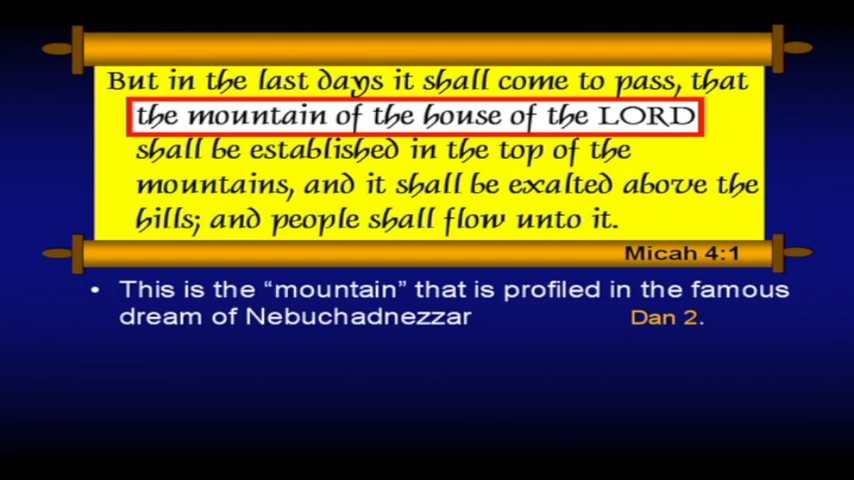 But in the last days it shall come to pass, that
the mountain of the house of the LORD
shall be established in the top of the
mountains, and it shall be exalted above the
hills; and people shall flow unto it.
Micah 4:1
• This is the “mountain” that is profiled in the famous
dream of Nebuchadnezzar Dan 2.